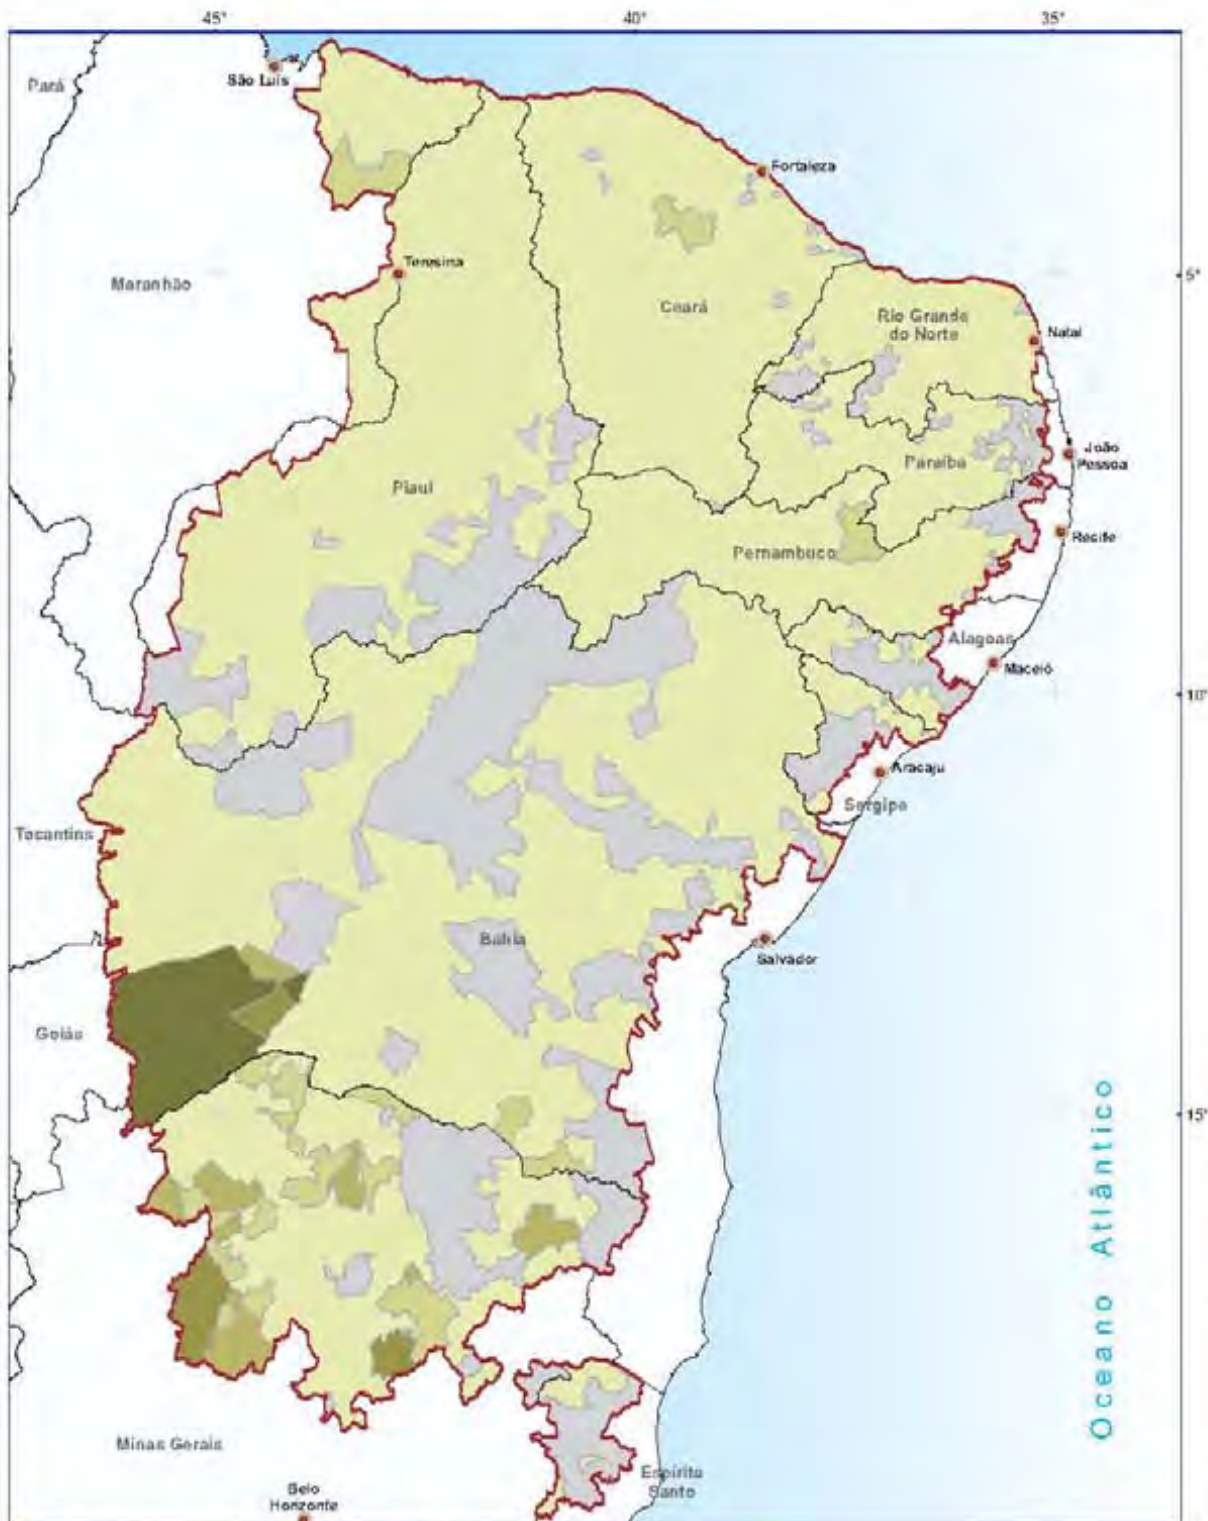 45°
40°
35°
Pará
São Luís
Fortaleza
Teresina
5°
Maranhão
Ceará
Rio Grande
do Norte
Natal
João
Pessoa
Paraíba
Piauí
Pernambuco
Recife
Alagoas
Maceió
10°
Aracaju
Sergipe
Tocantins
Bahia
Salvador
Goiás
15°
Oceano Atlântico
Minas Gerais
Espírito
Santo
Belo
Horizonte